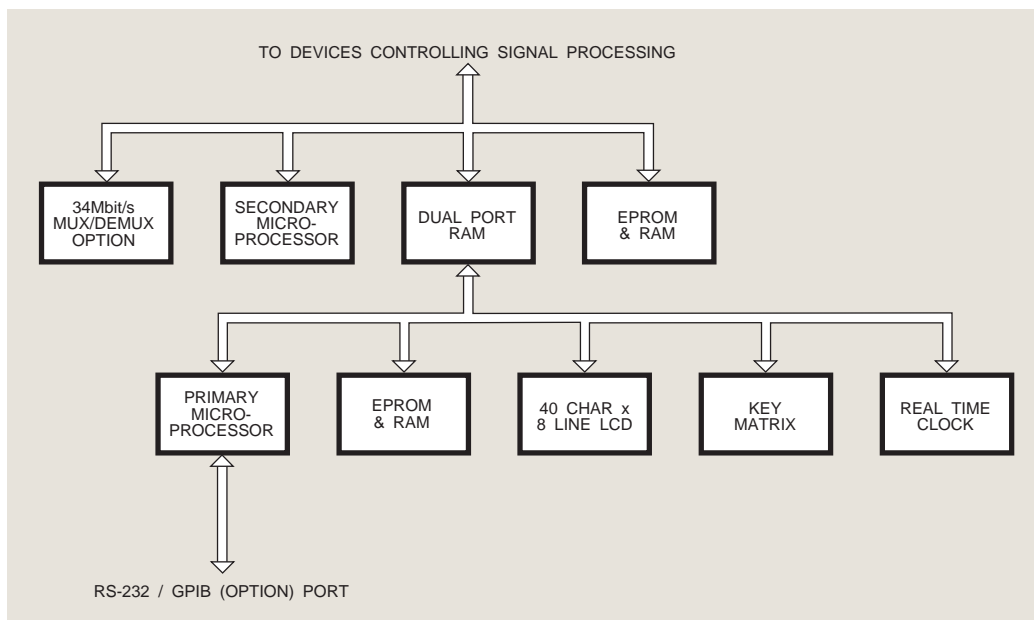 TO DEVICES CONTROLLING SIGNAL PROCESSING
34Mbit/s
MUX/DEMUX
OPTION
SECONDARY
MICRO-
PROCESSOR
DUAL PORT
RAM
EPROM
& RAM
PRIMARY
MICRO-
PROCESSOR
EPROM
& RAM
40 CHAR x
8 LINE LCD
KEY
MATRIX
REAL TIME
CLOCK
RS-232 / GPIB (OPTION) PORT